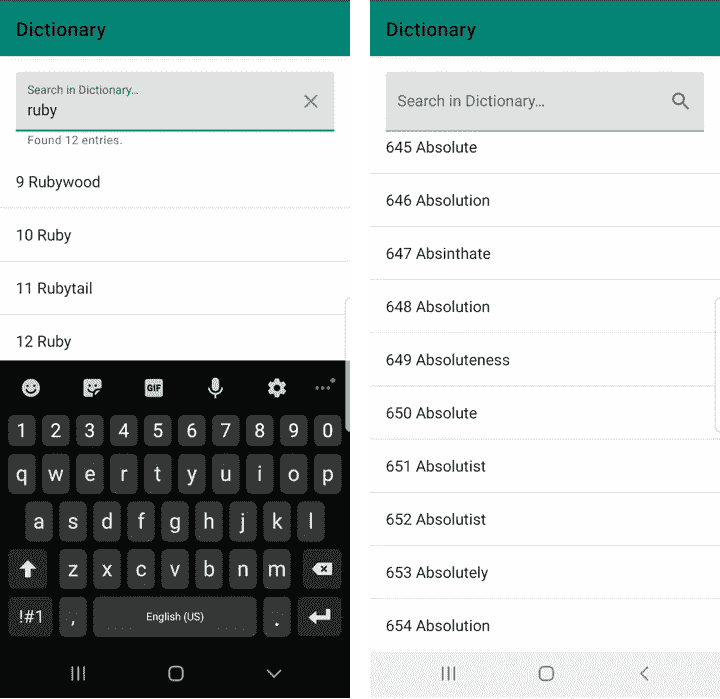 Dictionary
Search in Dictionary...
ruby
Found 12 entries.
9 Rubywood
10 Ruby
11 Rubytail
12 Ruby
GIF
1 2 3 4 5 6 7 8 9 0
q w e r t y u i o p
a s d f g h j k l
z x c v b n m
!#1 , English (US) .
Dictionary
Search in Dictionary...
645 Absolute
646 Absolution
647 Absinthate
648 Absolution
649 Absoluteness
650 Absolute
651 Absolutist
652 Absolutist
653 Absolutely
654 Absolution